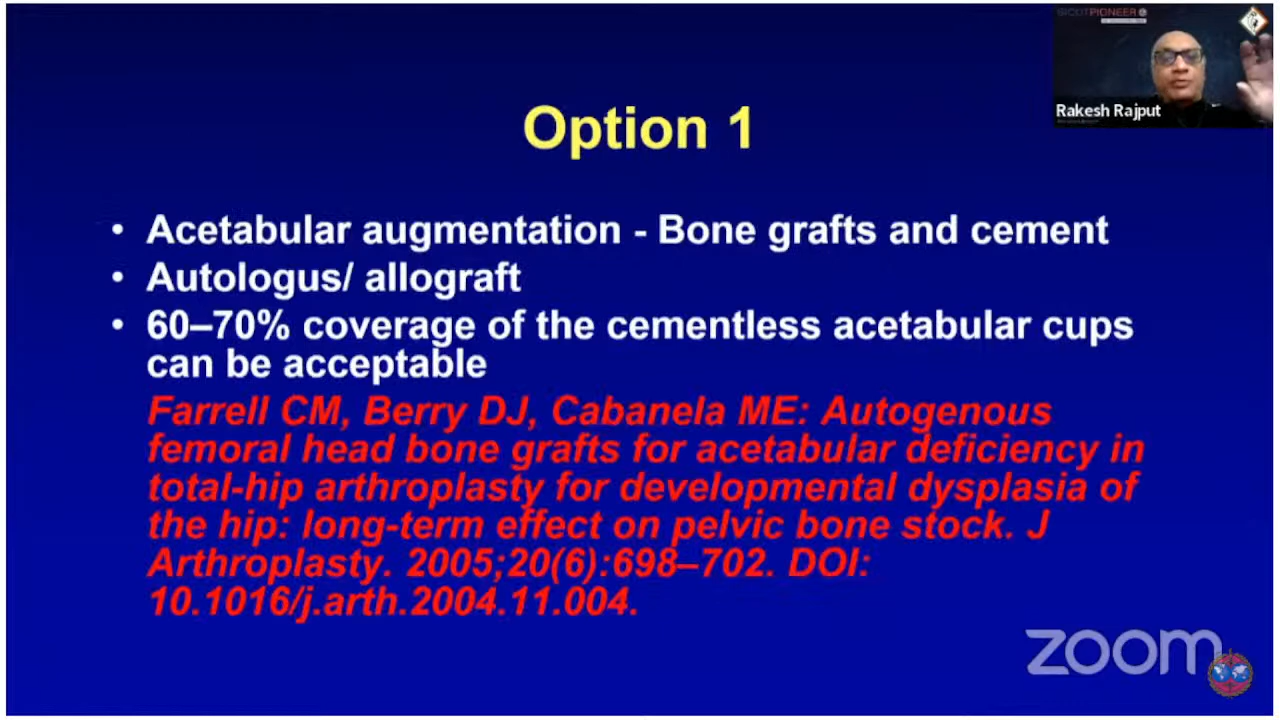 SICOTPIONEER
Rakesh Rajput
Option 1
• Acetabular augmentation - Bone grafts and cement
• Autologus/ allograft
• 60–70% coverage of the cementless acetabular cups
can be acceptable
Farrell CM, Berry DJ, Cabanela ME: Autogenous
femoral head bone grafts for acetabular deficiency in
total-hip arthroplasty for developmental dysplasia of
the hip: long-term effect on pelvic bone stock. J
Arthroplasty. 2005;20(6):698–702. DOI:
10.1016/j.arth.2004.11.004.
zoom